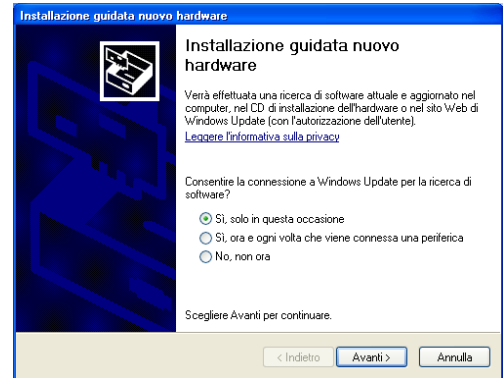 Installazione guidata nuovo hardware
Installazione guidata nuovo
hardware
Verrà effettuata una ricerca di software attuale e aggiornato nel
computer, nel CD di installazione dell'hardware o nel sito Web di
Windows Update (con l'autorizzazione dell'utente).
Leggere l'informativa sulla privacy
Consentire la connessione a Windows Update per la ricerca di
software?
Sì, solo in questa occasione
Sì, ora e ogni volta che viene connessa una periferica
No, non ora
Scegliere Avanti per continuare.
< Indietro Avanti > Annulla